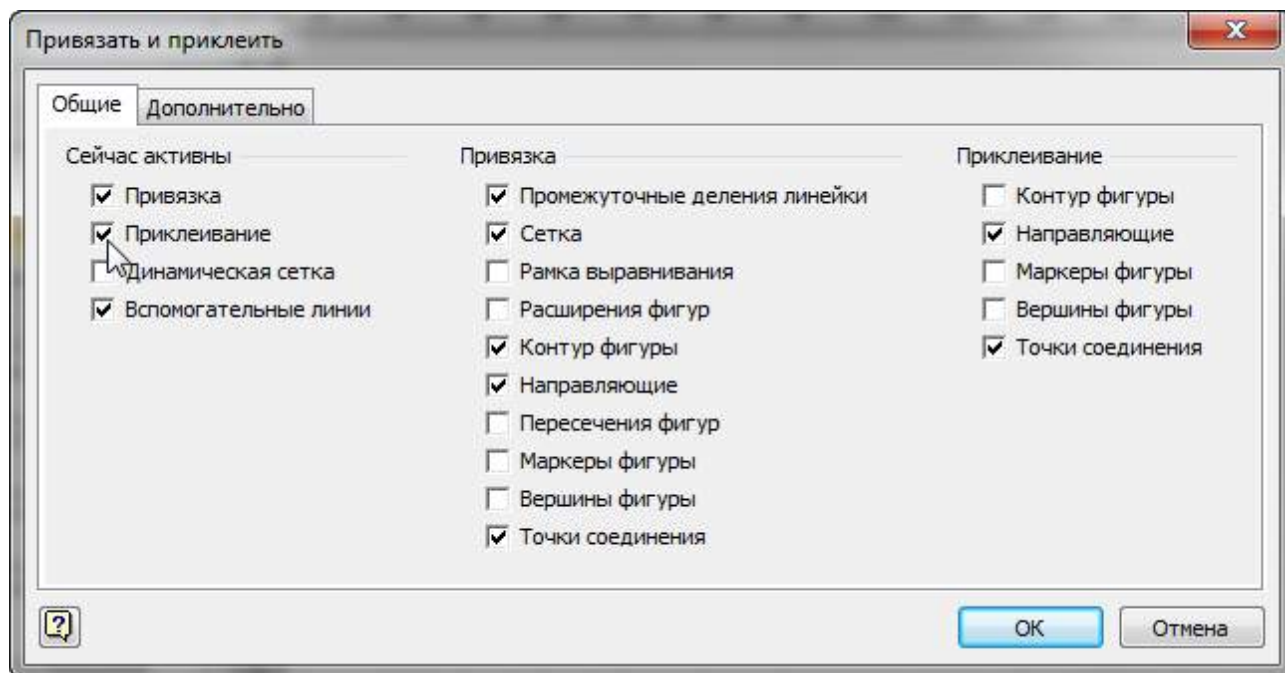 Привязать и приклеить
Общие
Дополнительно
Сейчас активны
Привязка
Приклеивание
Динамическая сетка
Вспомогательные линии
Привязка
Промежуточные деления линейки
Сетка
Рамка выравнивания
Расширения фигур
Контур фигуры
Направляющие
Пересечения фигур
Маркеры фигуры
Вершины фигуры
Точки соединения
Приклеивание
Контур фигуры
Направляющие
Маркеры фигуры
Вершины фигуры
Точки соединения
ОК
Отмена